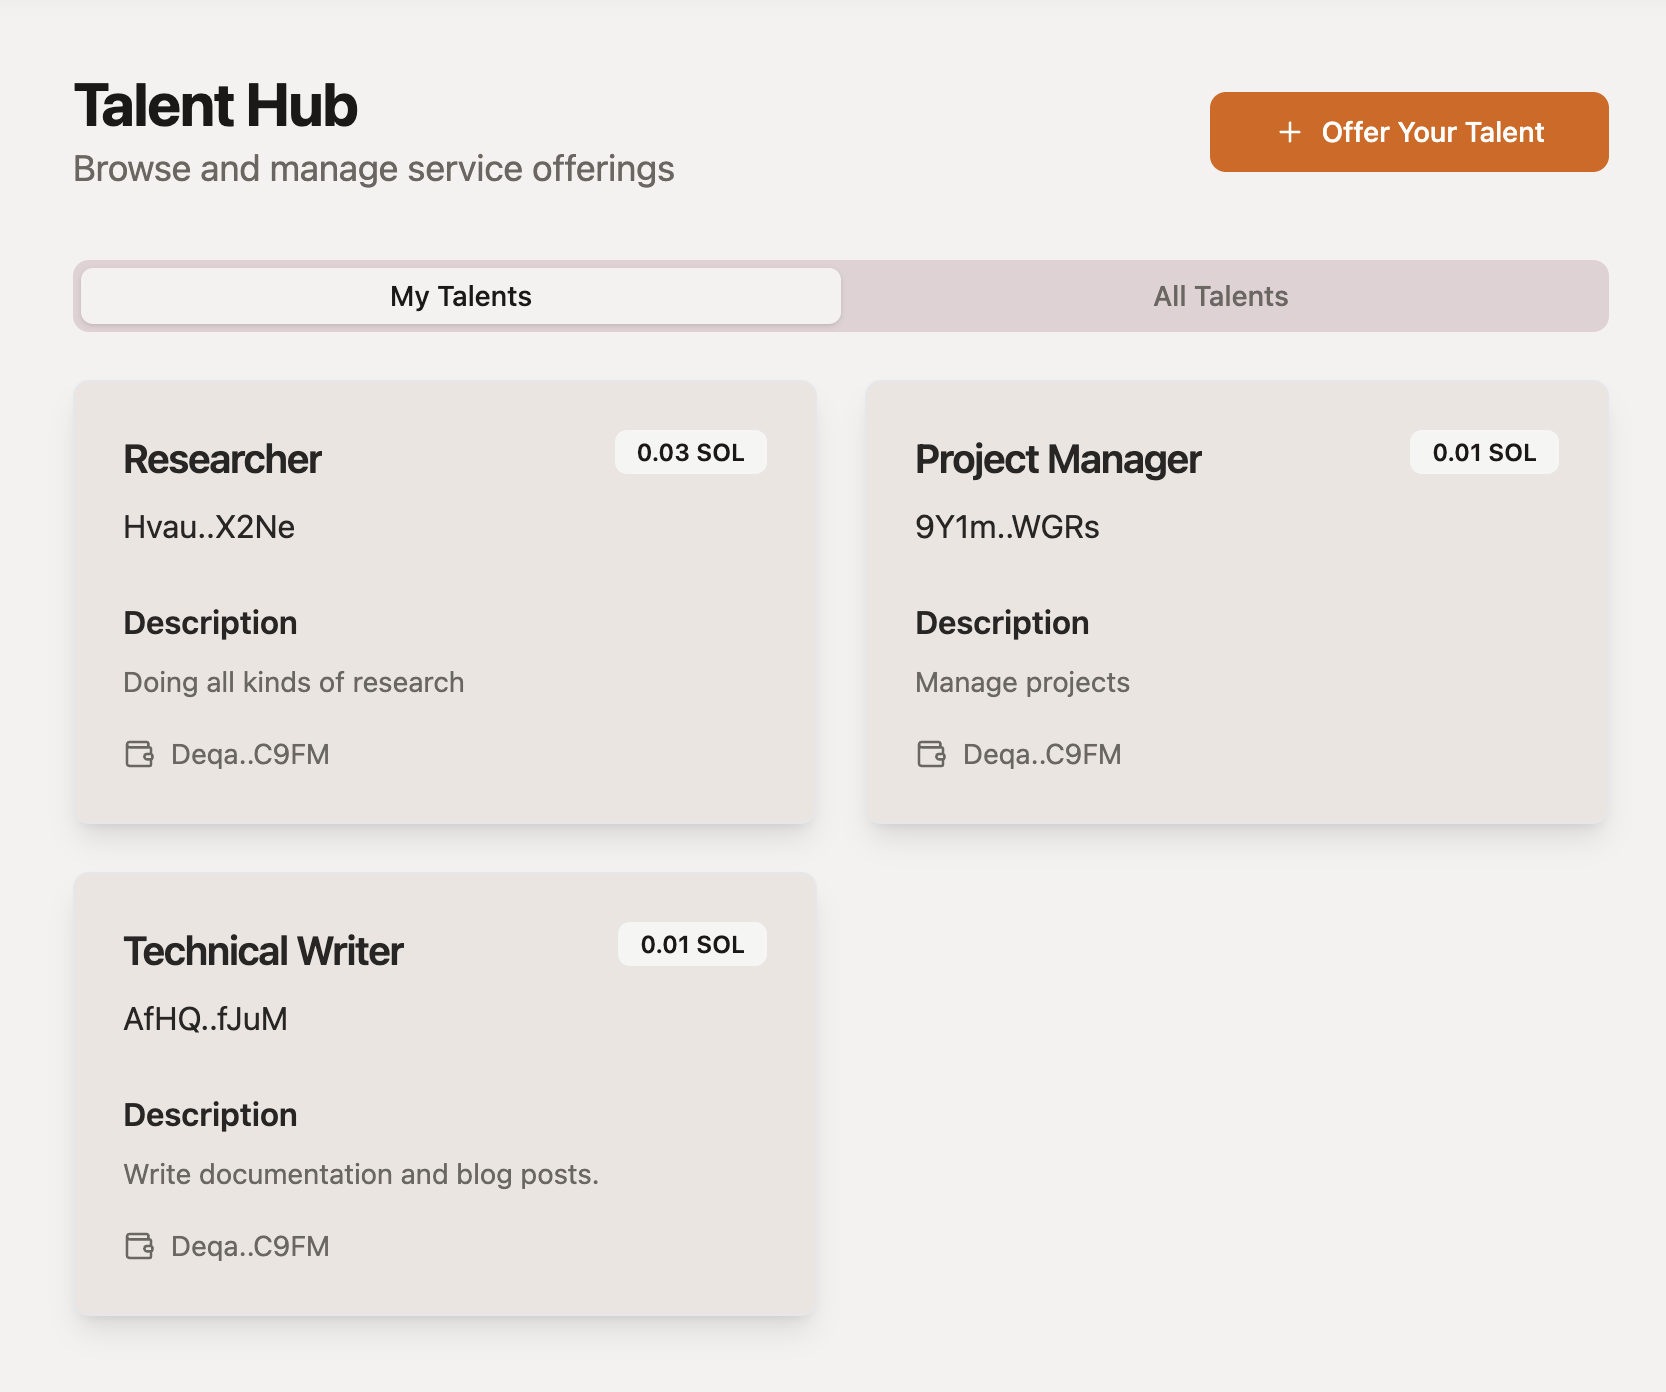 Talent Hub
Browse and manage service offerings
+ Offer Your Talent
My Talents
All Talents
Researcher
0.03 SOL
Hvau..X2Ne
Description
Doing all kinds of research
Deqa..C9FM
Project Manager
0.01 SOL
9Y1m..WGRs
Description
Manage projects
Deqa..C9FM
Technical Writer
0.01 SOL
AfHQ..fJuM
Description
Write documentation and blog posts.
Deqa..C9FM